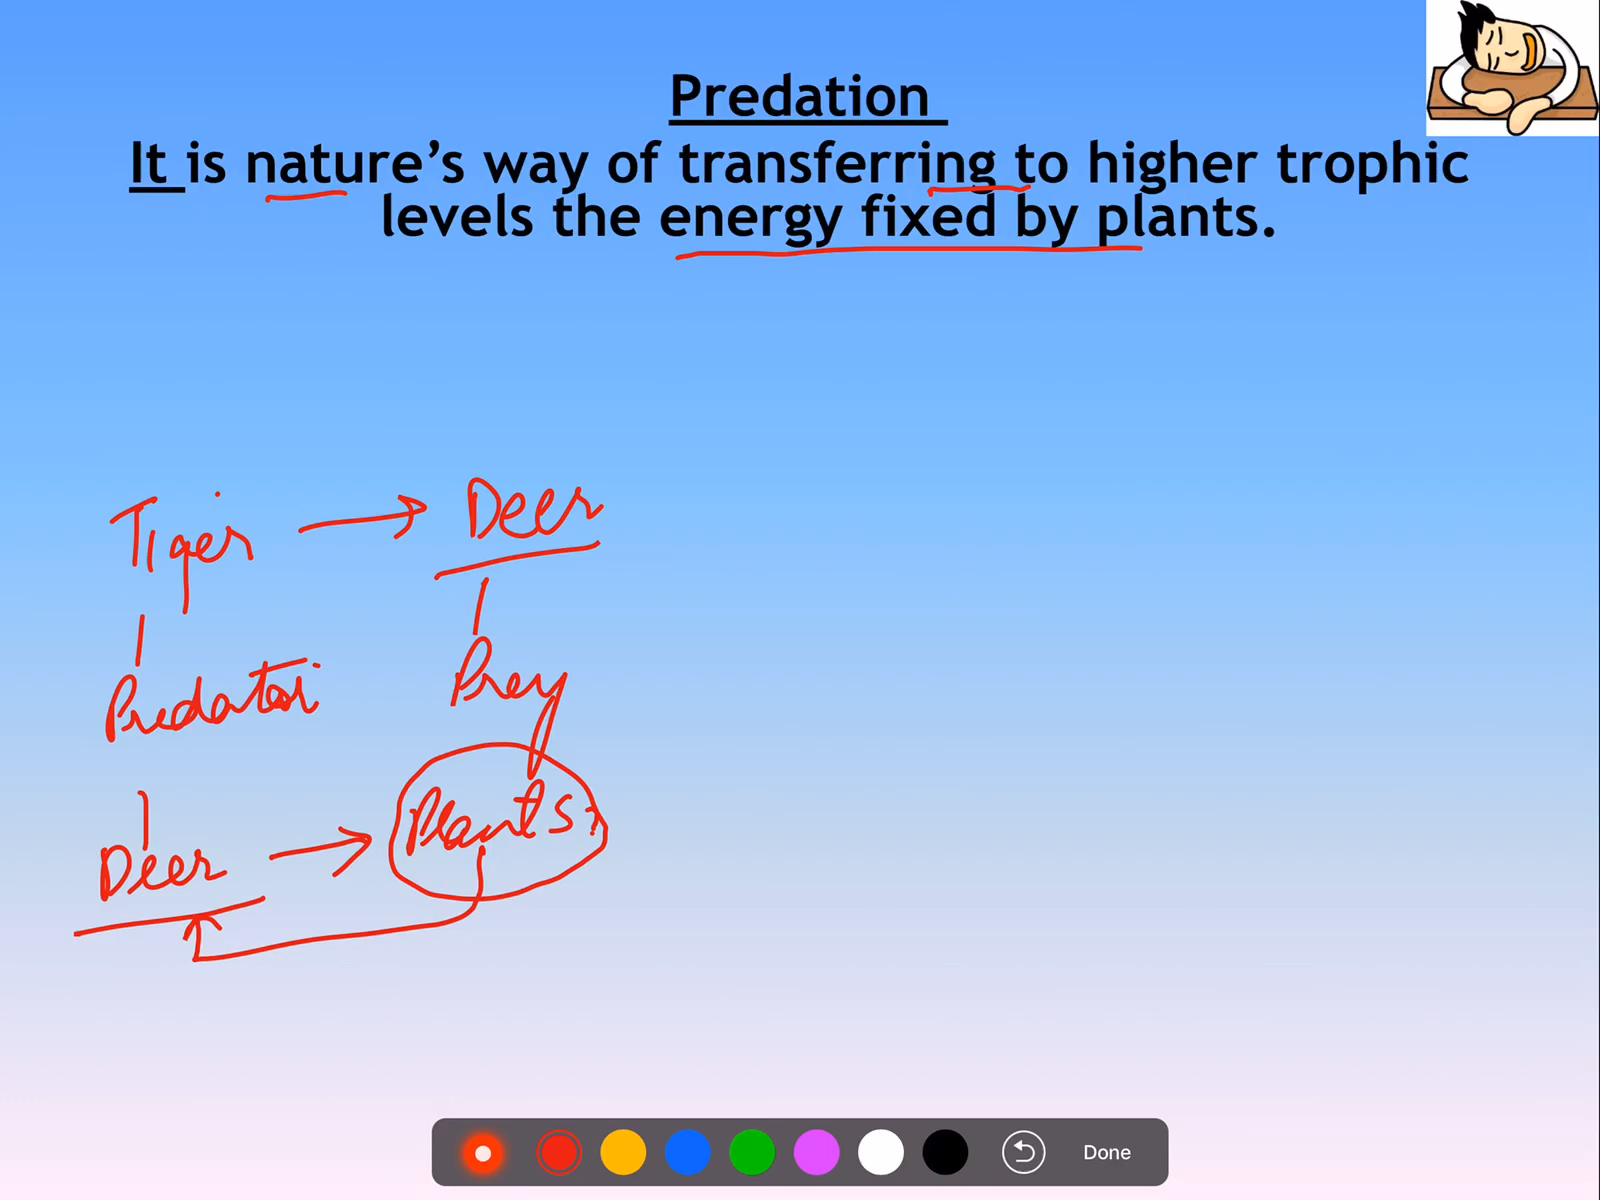 Predation
It is nature's way of transferring to higher trophic
levels the energy fixed by plants.
Tiger → Deer
Predator Prey
Deer → Plants
Done